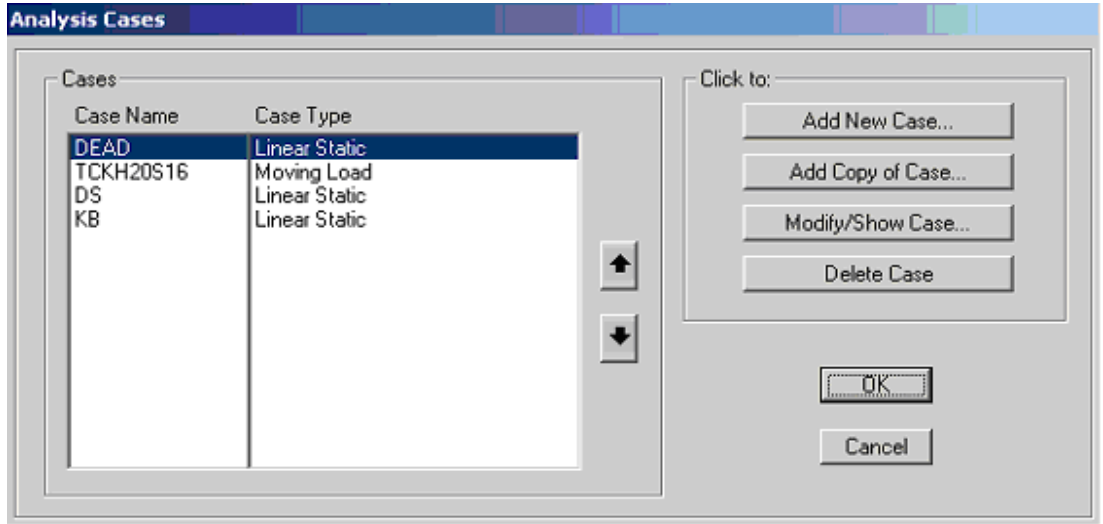 Analysis Cases
Cases
Case Name Case Type
DEAD Linear Static
TCKH20S16 Moving Load
DS Linear Static
KB Linear Static
Click to:
Add New Case...
Add Copy of Case...
Modify/Show Case...
Delete Case
OK
Cancel